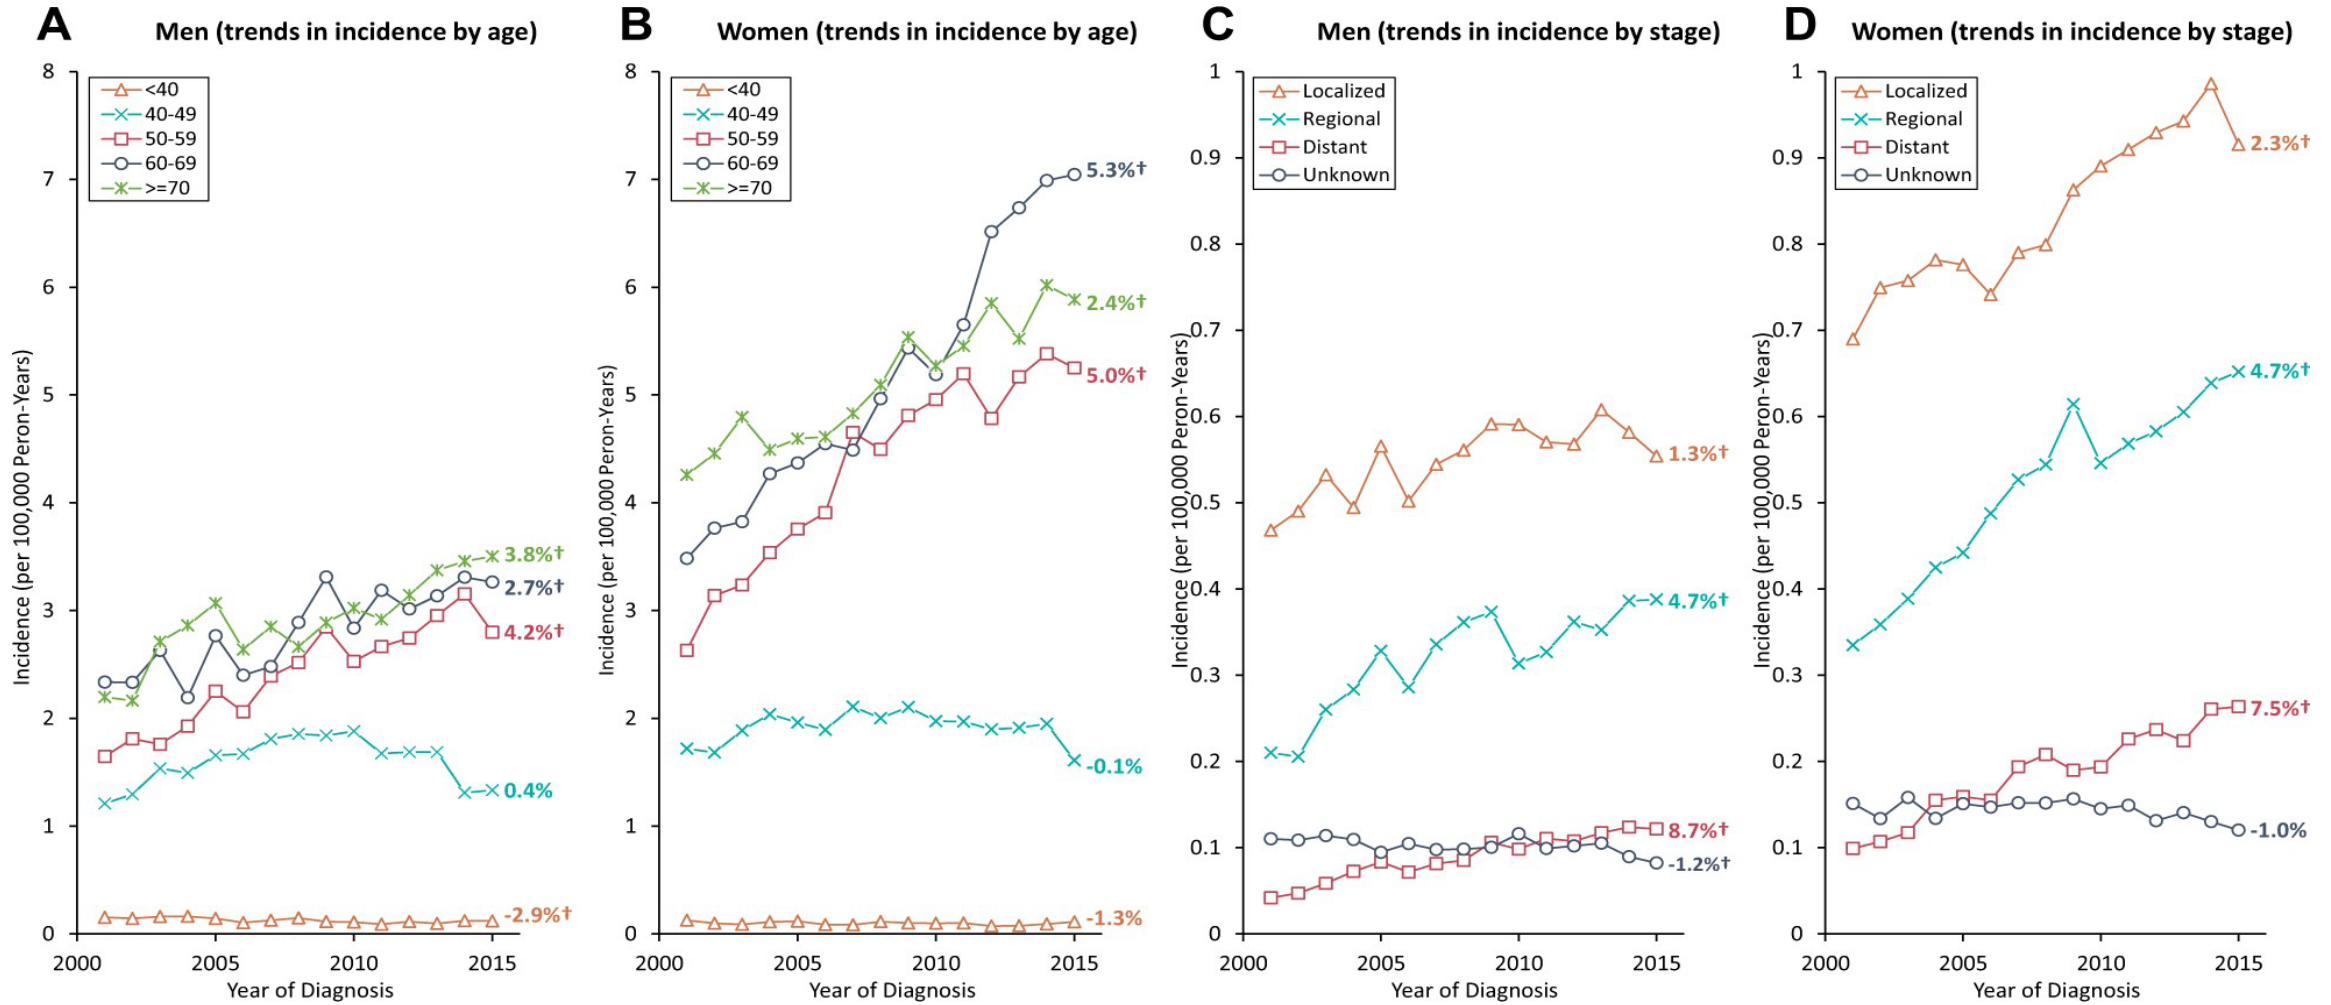 A Men (trends in incidence by age)
8
7
6
5
4
3
2
1
0
<40
40-49
50-59
60-69
>=70
3.8%†
2.7%†
4.2%†
0.4%
-2.9%†
2000 2005 2010 2015
Year of Diagnosis
Incidence (per 100,000 Peron-Years)
B Women (trends in incidence by age)
8
7
6
5
4
3
2
1
0
<40
40-49
50-59
60-69
>=70
5.3%†
2.4%†
5.0%†
-0.1%
-1.3%
2000 2005 2010 2015
Year of Diagnosis
Incidence (per 100,000 Peron-Years)
C Men (trends in incidence by stage)
1
0.9
0.8
0.7
0.6
0.5
0.4
0.3
0.2
0.1
0
Localized
Regional
Distant
Unknown
1.3%†
4.7%†
8.7%†
-1.2%†
2000 2005 2010 2015
Year of Diagnosis
Incidence (per 100,000 Peron-Years)
D Women (trends in incidence by stage)
1
0.9
0.8
0.7
0.6
0.5
0.4
0.3
0.2
0.1
0
Localized
Regional
Distant
Unknown
2.3%†
4.7%†
7.5%†
-1.0%
2000 2005 2010 2015
Year of Diagnosis
Incidence (per 100,000 Peron-Years)